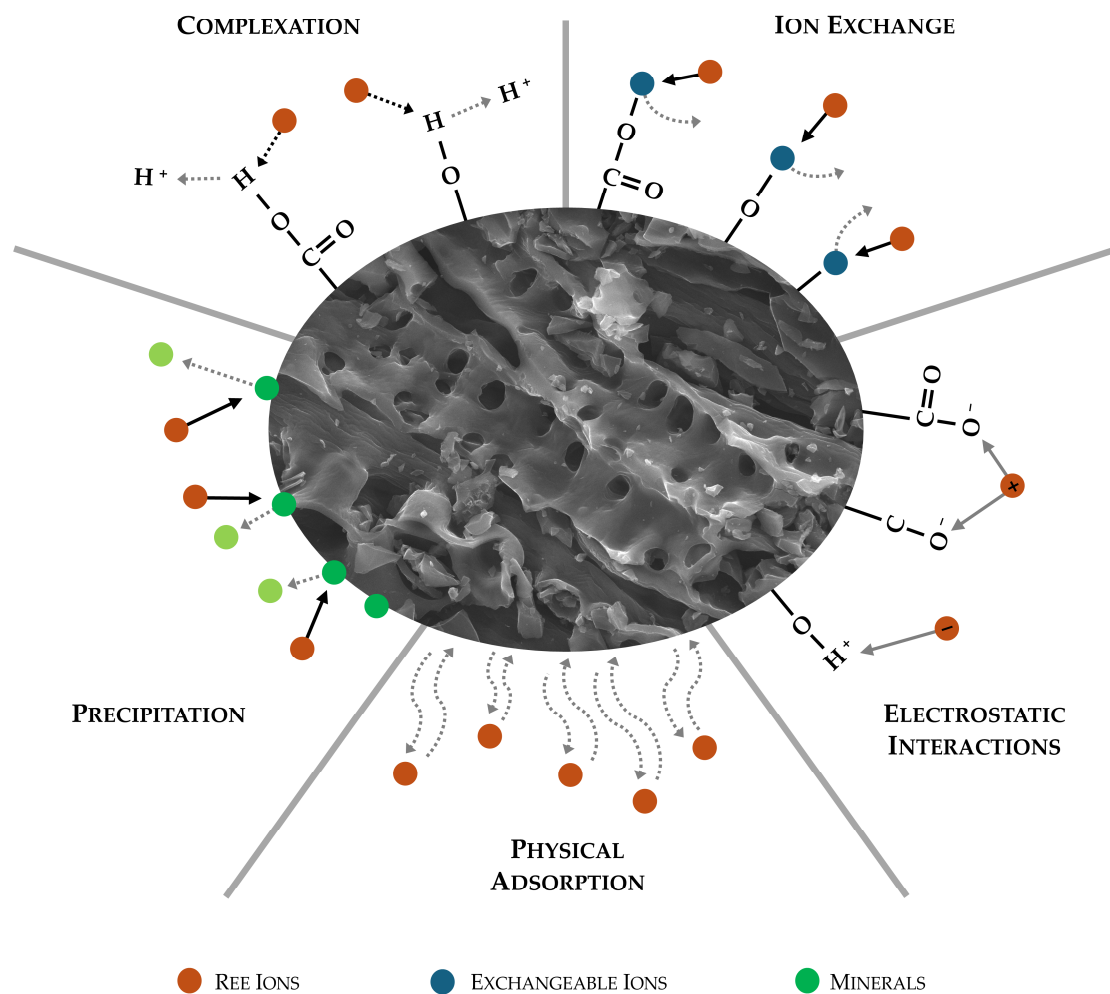 COMPLEXATION
ION EXCHANGE
H+
H
O
C
O
H
H+
O
O
C
O
O
C
O
O-
C
O-
+
O
H+
−
PRECIPITATION
ELECTROSTATIC
INTERACTIONS
PHYSICAL
ADSORPTION
REE IONS
EXCHANGEABLE IONS
MINERALS